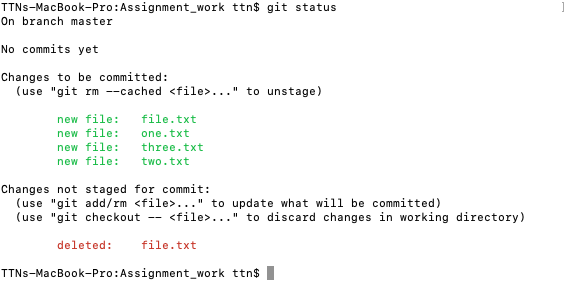 TTNs-MacBook-Pro:Assignment_work ttn$ git status
On branch master
No commits yet
Changes to be committed:
(use "git rm --cached <file>..." to unstage)
new file: file.txt
new file: one.txt
new file: three.txt
new file: two.txt
Changes not staged for commit:
(use "git add/rm <file>..." to update what will be committed)
(use "git checkout -- <file>..." to discard changes in working directory)
deleted: file.txt
TTNs-MacBook-Pro:Assignment_work ttn$